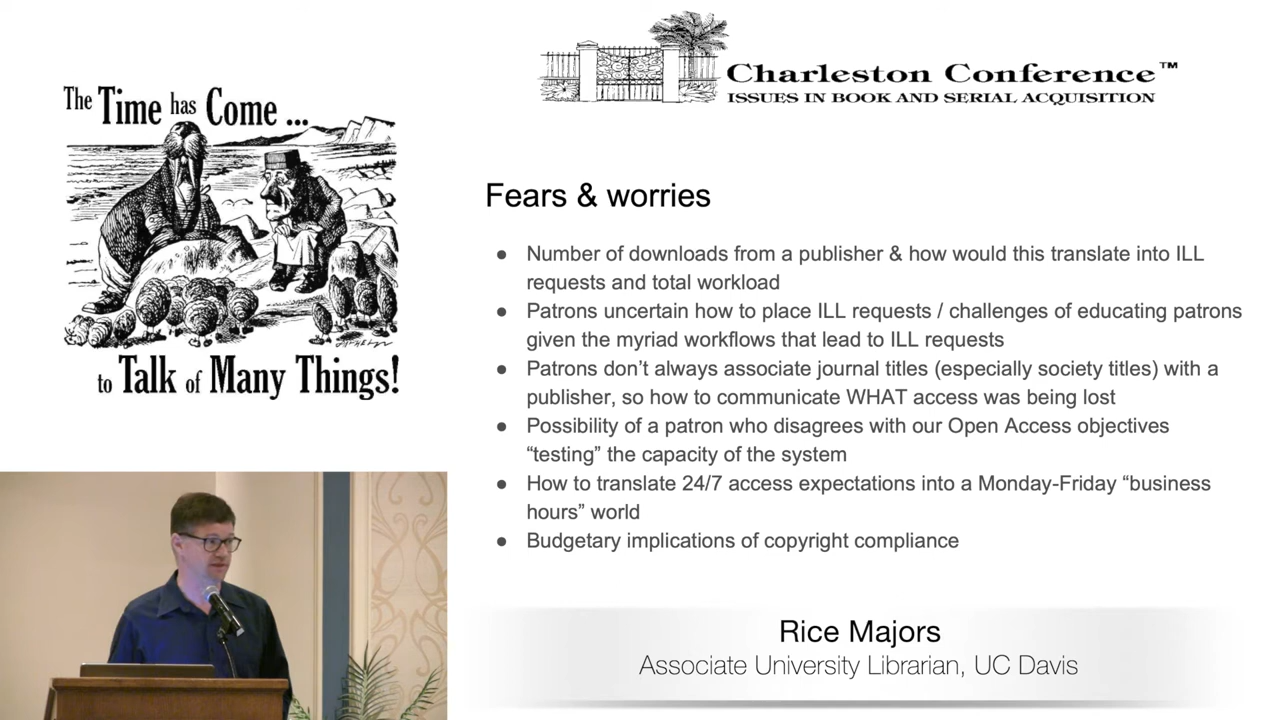 The Time has Come ...
to Talk of Many Things!
Charleston Conference™
ISSUES IN BOOK AND SERIAL ACQUISITION
Fears & worries
● Number of downloads from a publisher & how would this translate into ILL
requests and total workload
● Patrons uncertain how to place ILL requests / challenges of educating patrons
given the myriad workflows that lead to ILL requests
● Patrons don’t always associate journal titles (especially society titles) with a
publisher, so how to communicate WHAT access was being lost
● Possibility of a patron who disagrees with our Open Access objectives
“testing” the capacity of the system
● How to translate 24/7 access expectations into a Monday-Friday “business
hours” world
● Budgetary implications of copyright compliance
Rice Majors
Associate University Librarian, UC Davis